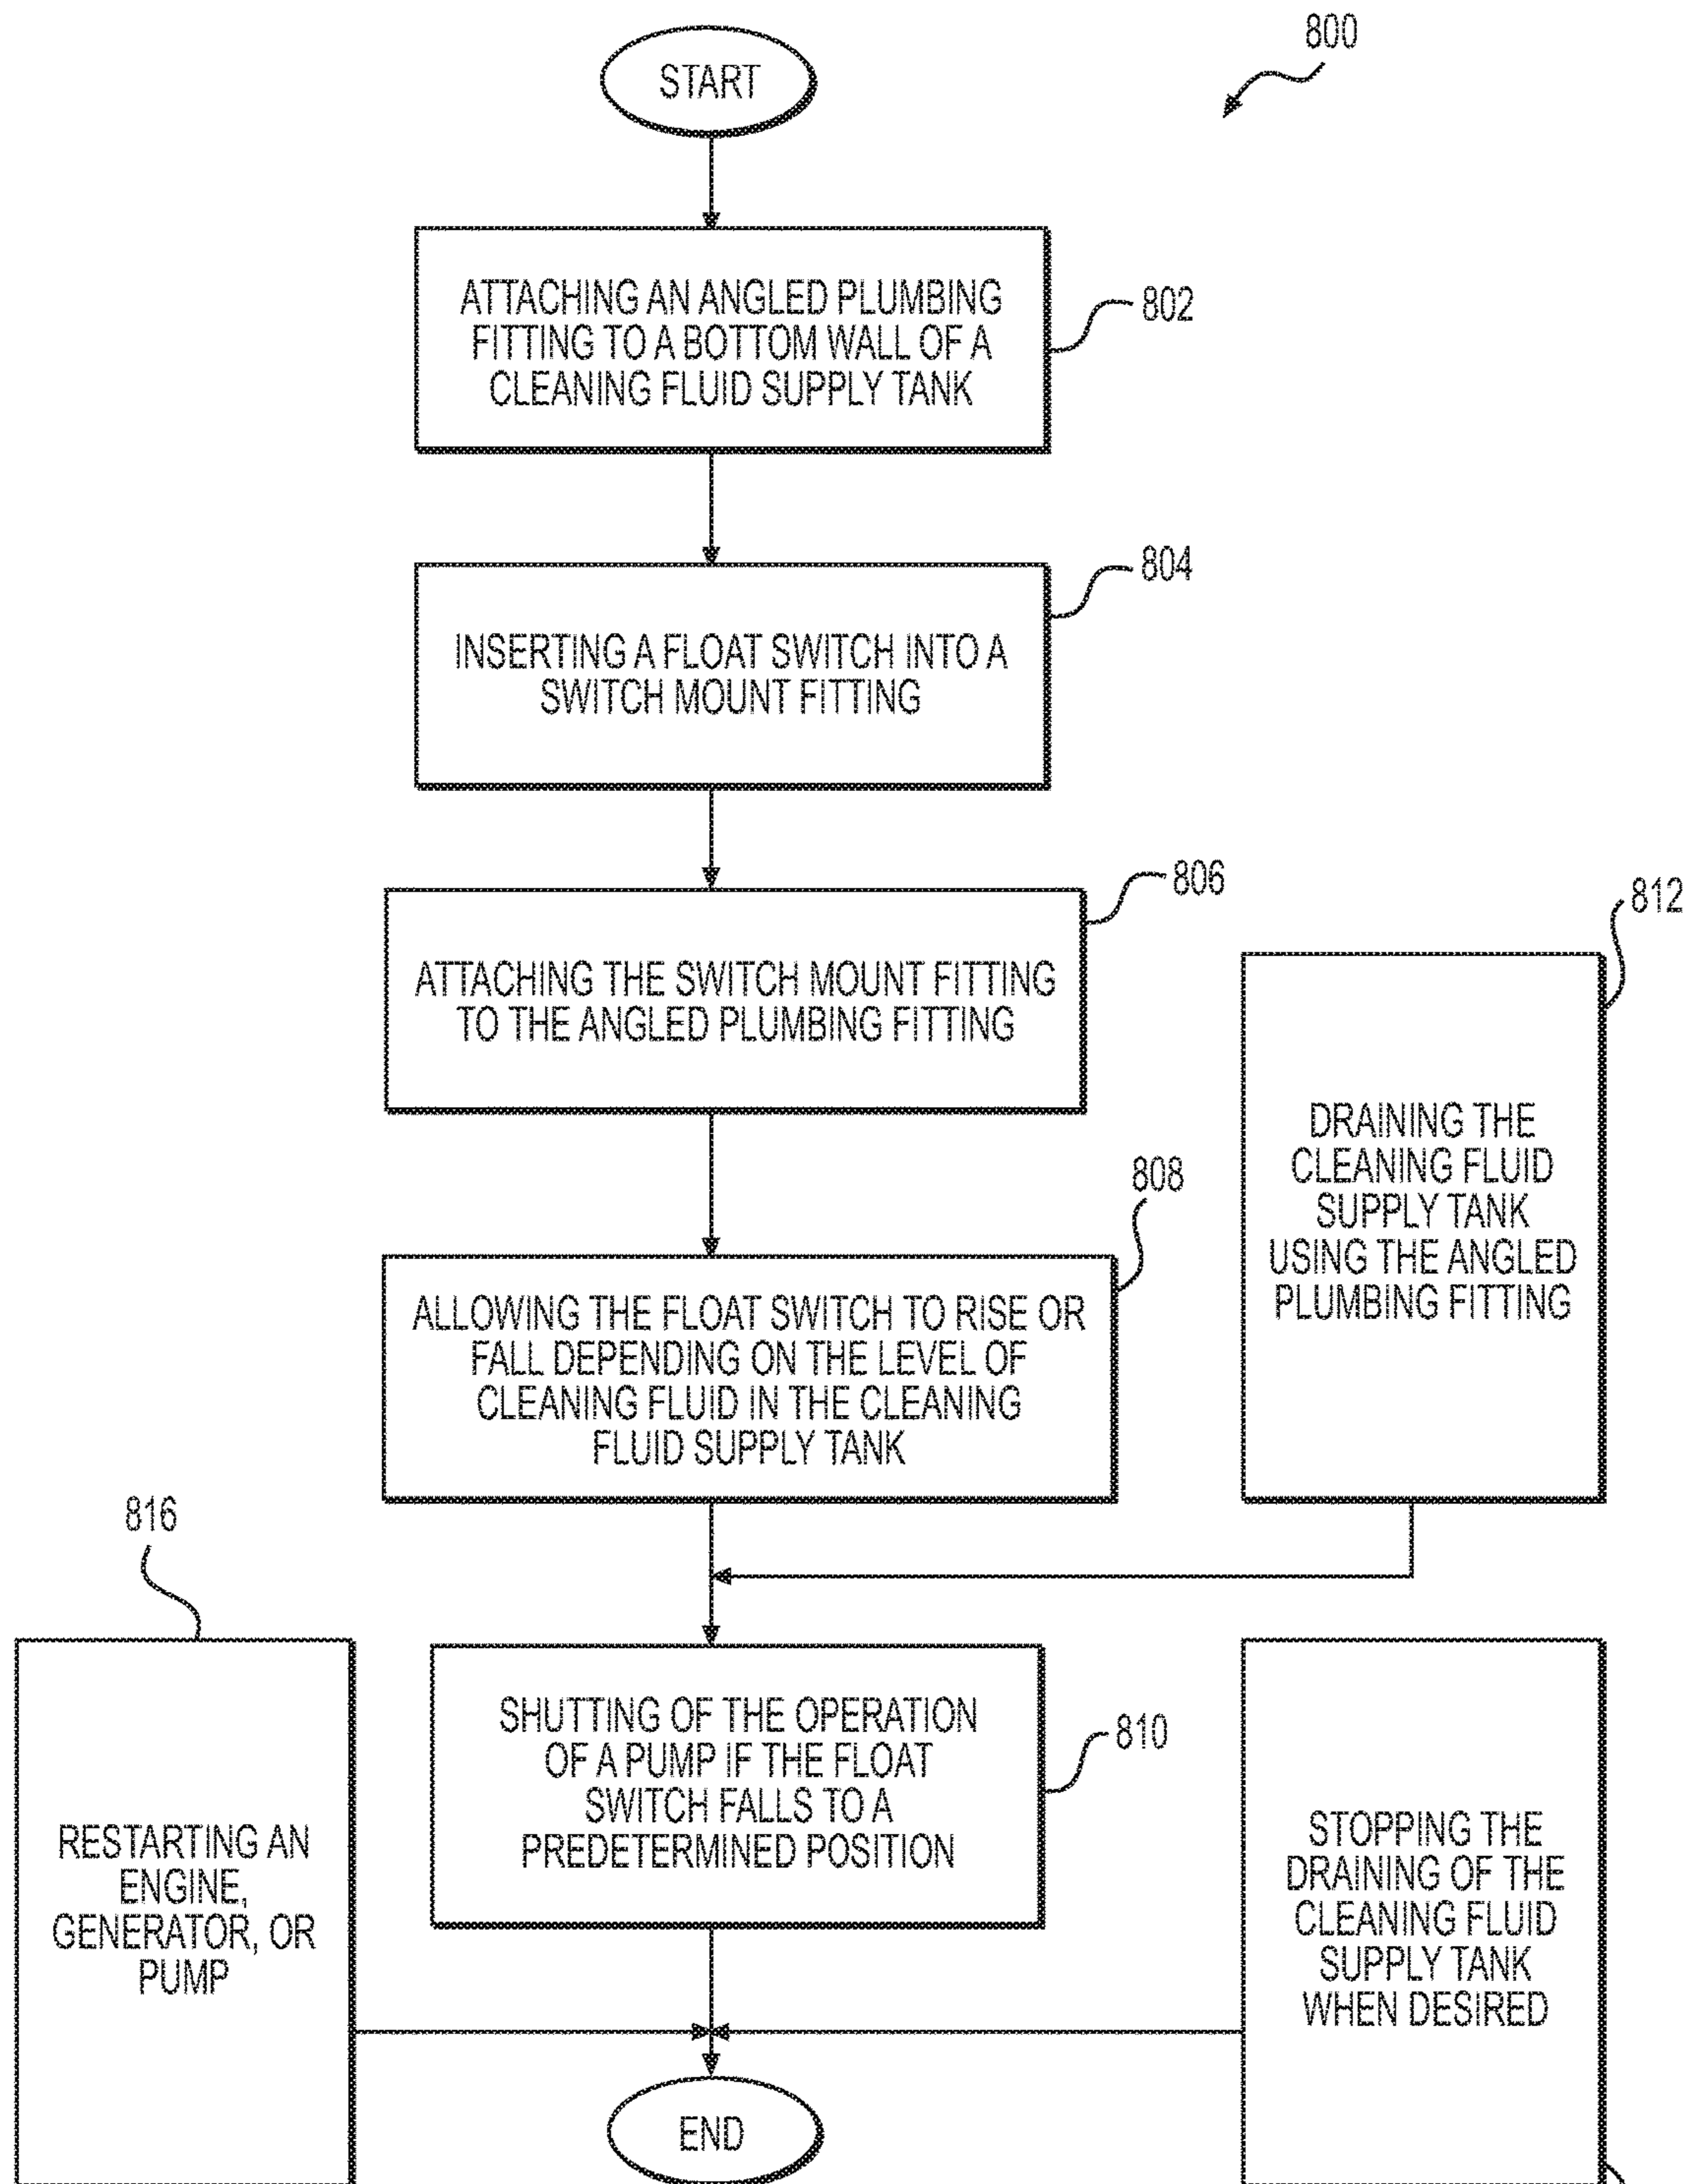 800
START
ATTACHING AN ANGLED PLUMBING
FITTING TO A BOTTOM WALL OF A
CLEANING FLUID SUPPLY TANK
802
804
INSERTING A FLOAT SWITCH INTO A
SWITCH MOUNT FITTING
806
ATTACHING THE SWITCH MOUNT FITTING
TO THE ANGLED PLUMBING FITTING
812
DRAINING THE
CLEANING FLUID
SUPPLY TANK
USING THE ANGLED
PLUMBING FITTING
808
ALLOWING THE FLOAT SWITCH TO RISE OR
FALL DEPENDING ON THE LEVEL OF
CLEANING FLUID IN THE CLEANING
FLUID SUPPLY TANK
816
RESTARTING AN
ENGINE,
GENERATOR, OR
PUMP
SHUTTING OF THE OPERATION
OF A PUMP IF THE FLOAT
SWITCH FALLS TO A
PREDETERMINED POSITION
810
STOPPING THE
DRAINING OF THE
CLEANING FLUID
SUPPLY TANK
WHEN DESIRED
END